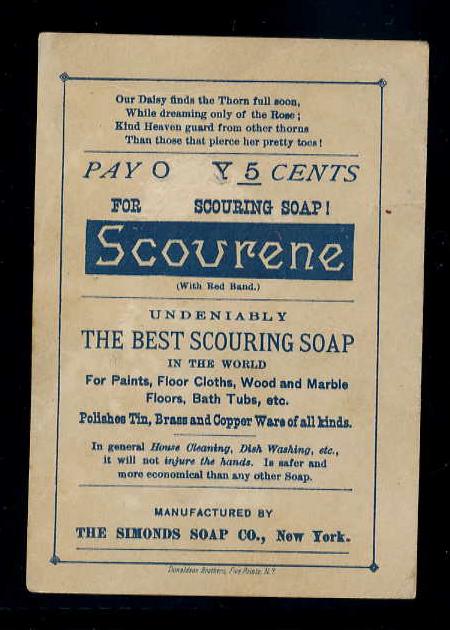 Our Daisy finds the Thorn full soon,
While dreaming only of the Rose;
Kind Heaven guard from other thorns
Than those that pierce her pretty toes!
PAY O Y 5 CENTS
FOR SCOURING SOAP!
Scourene
(With Red Band.)
UNDENIABLY
THE BEST SCOURING SOAP
IN THE WORLD
For Paints, Floor Cloths, Wood and Marble
Floors, Bath Tubs, etc.
Polishes Tin, Brass and Copper Ware of all kinds.
In general House Cleaning, Dish Washing, etc.,
it will not injure the hands. Is safer and
more economical than any other Soap.
MANUFACTURED BY
THE SIMONDS SOAP CO., New York.
Donaldson Brothers, Five Points, N.Y.